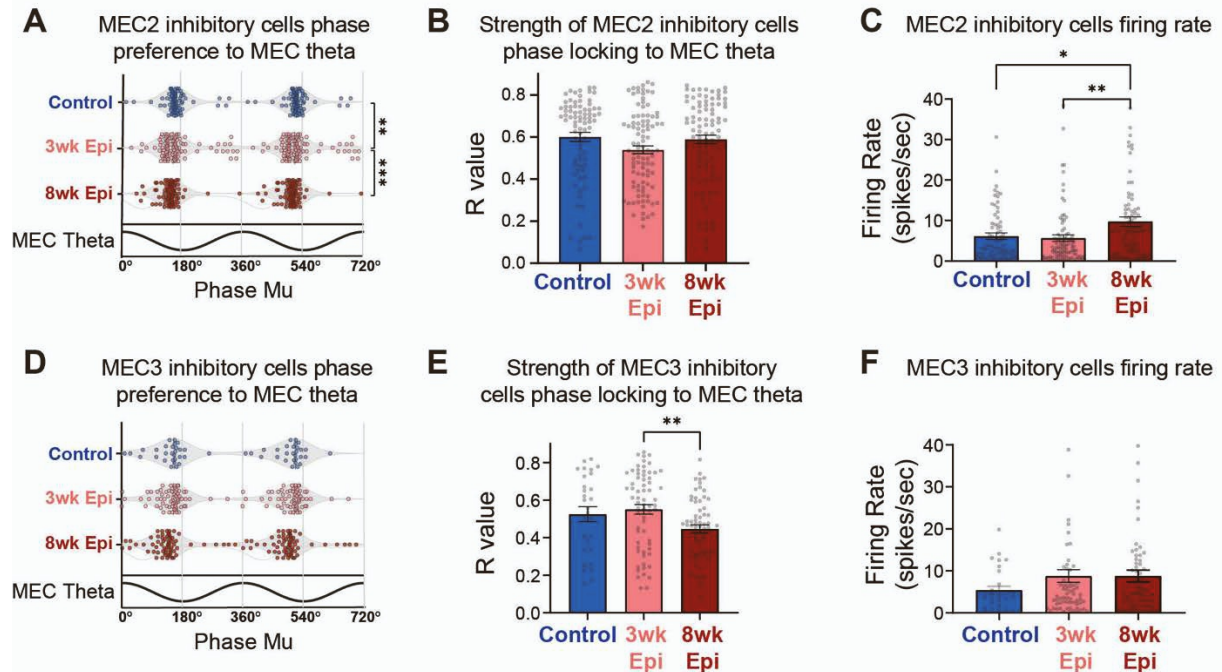 A
MEC2 inhibitory cells phase
preference to MEC theta
Control
3wk Epi
8wk Epi
MEC Theta
**
***
0° 180° 360° 540° 720°
Phase Mu
B
Strength of MEC2 inhibitory cells
phase locking to MEC theta
R value
0.8
0.6
0.4
0.2
0.0
Control 3wk 8wk
Epi Epi
C
MEC2 inhibitory cells firing rate
*
**
Firing Rate
(spikes/sec)
40
30
20
10
0
Control 3wk 8wk
Epi Epi
D
MEC3 inhibitory cells phase
preference to MEC theta
Control
3wk Epi
8wk Epi
MEC Theta
0° 180° 360° 540° 720°
Phase Mu
E
Strength of MEC3 inhibitory
cells phase locking to MEC theta
**
R value
0.8
0.6
0.4
0.2
0.0
Control 3wk 8wk
Epi Epi
F
MEC3 inhibitory cells firing rate
Firing Rate
(spikes/sec)
40
30
20
10
0
Control 3wk 8wk
Epi Epi